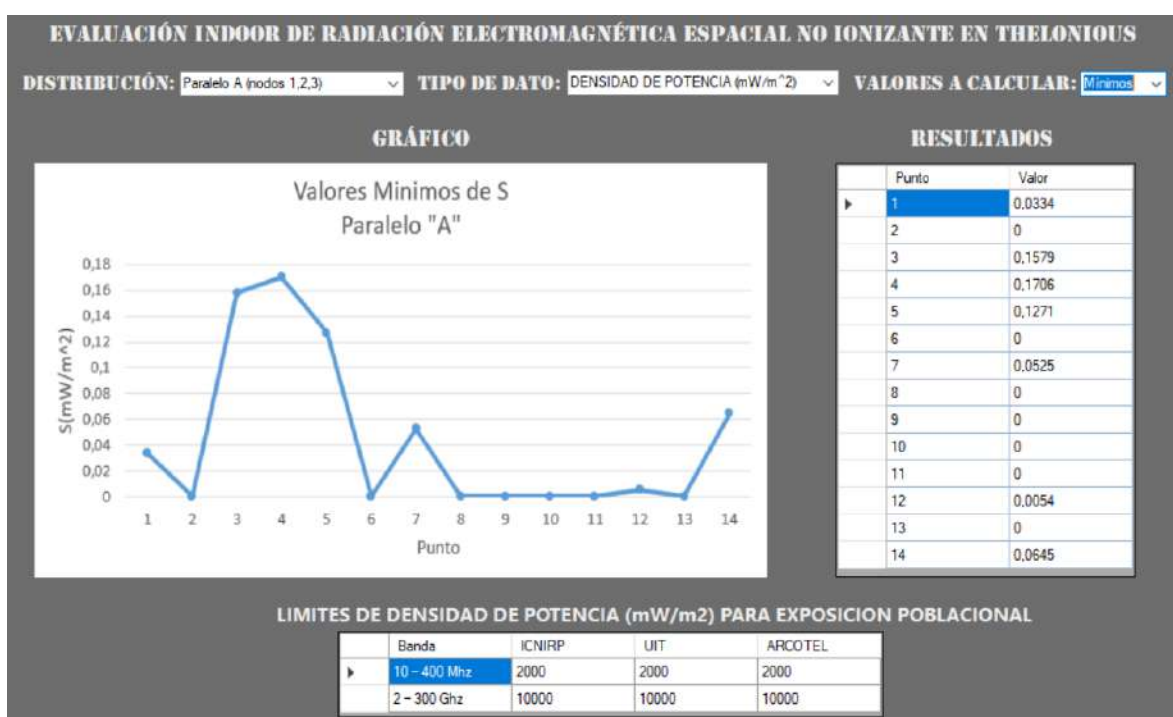 EVALUACIÓN INDOOR DE RADIACIÓN ELECTROMAGNÉTICA ESPACIAL NO IONIZANTE EN THELONIOUS
DISTRIBUCIÓN: Paralelo A (nodos 1,2,3) TIPO DE DATO: DENSIDAD DE POTENCIA (mW/m^2) VALORES A CALCULAR: Minimos
GRÁFICO
Valores Minimos de S
Paralelo "A"
S(mW/m^2)
0,18
0,16
0,14
0,12
0,1
0,08
0,06
0,04
0,02
0
1 2 3 4 5 6 7 8 9 10 11 12 13 14
Punto
RESULTADOS
Punto Valor
1 0,0334
2 0
3 0,1579
4 0,1706
5 0,1271
6 0
7 0,0525
8 0
9 0
10 0
11 0
12 0,0054
13 0
14 0,0645
LIMITES DE DENSIDAD DE POTENCIA (mW/m2) PARA EXPOSICION POBLACIONAL
Banda ICNIRP UIT ARCOTEL
10 – 400 Mhz 2000 2000 2000
2 – 300 Ghz 10000 10000 10000